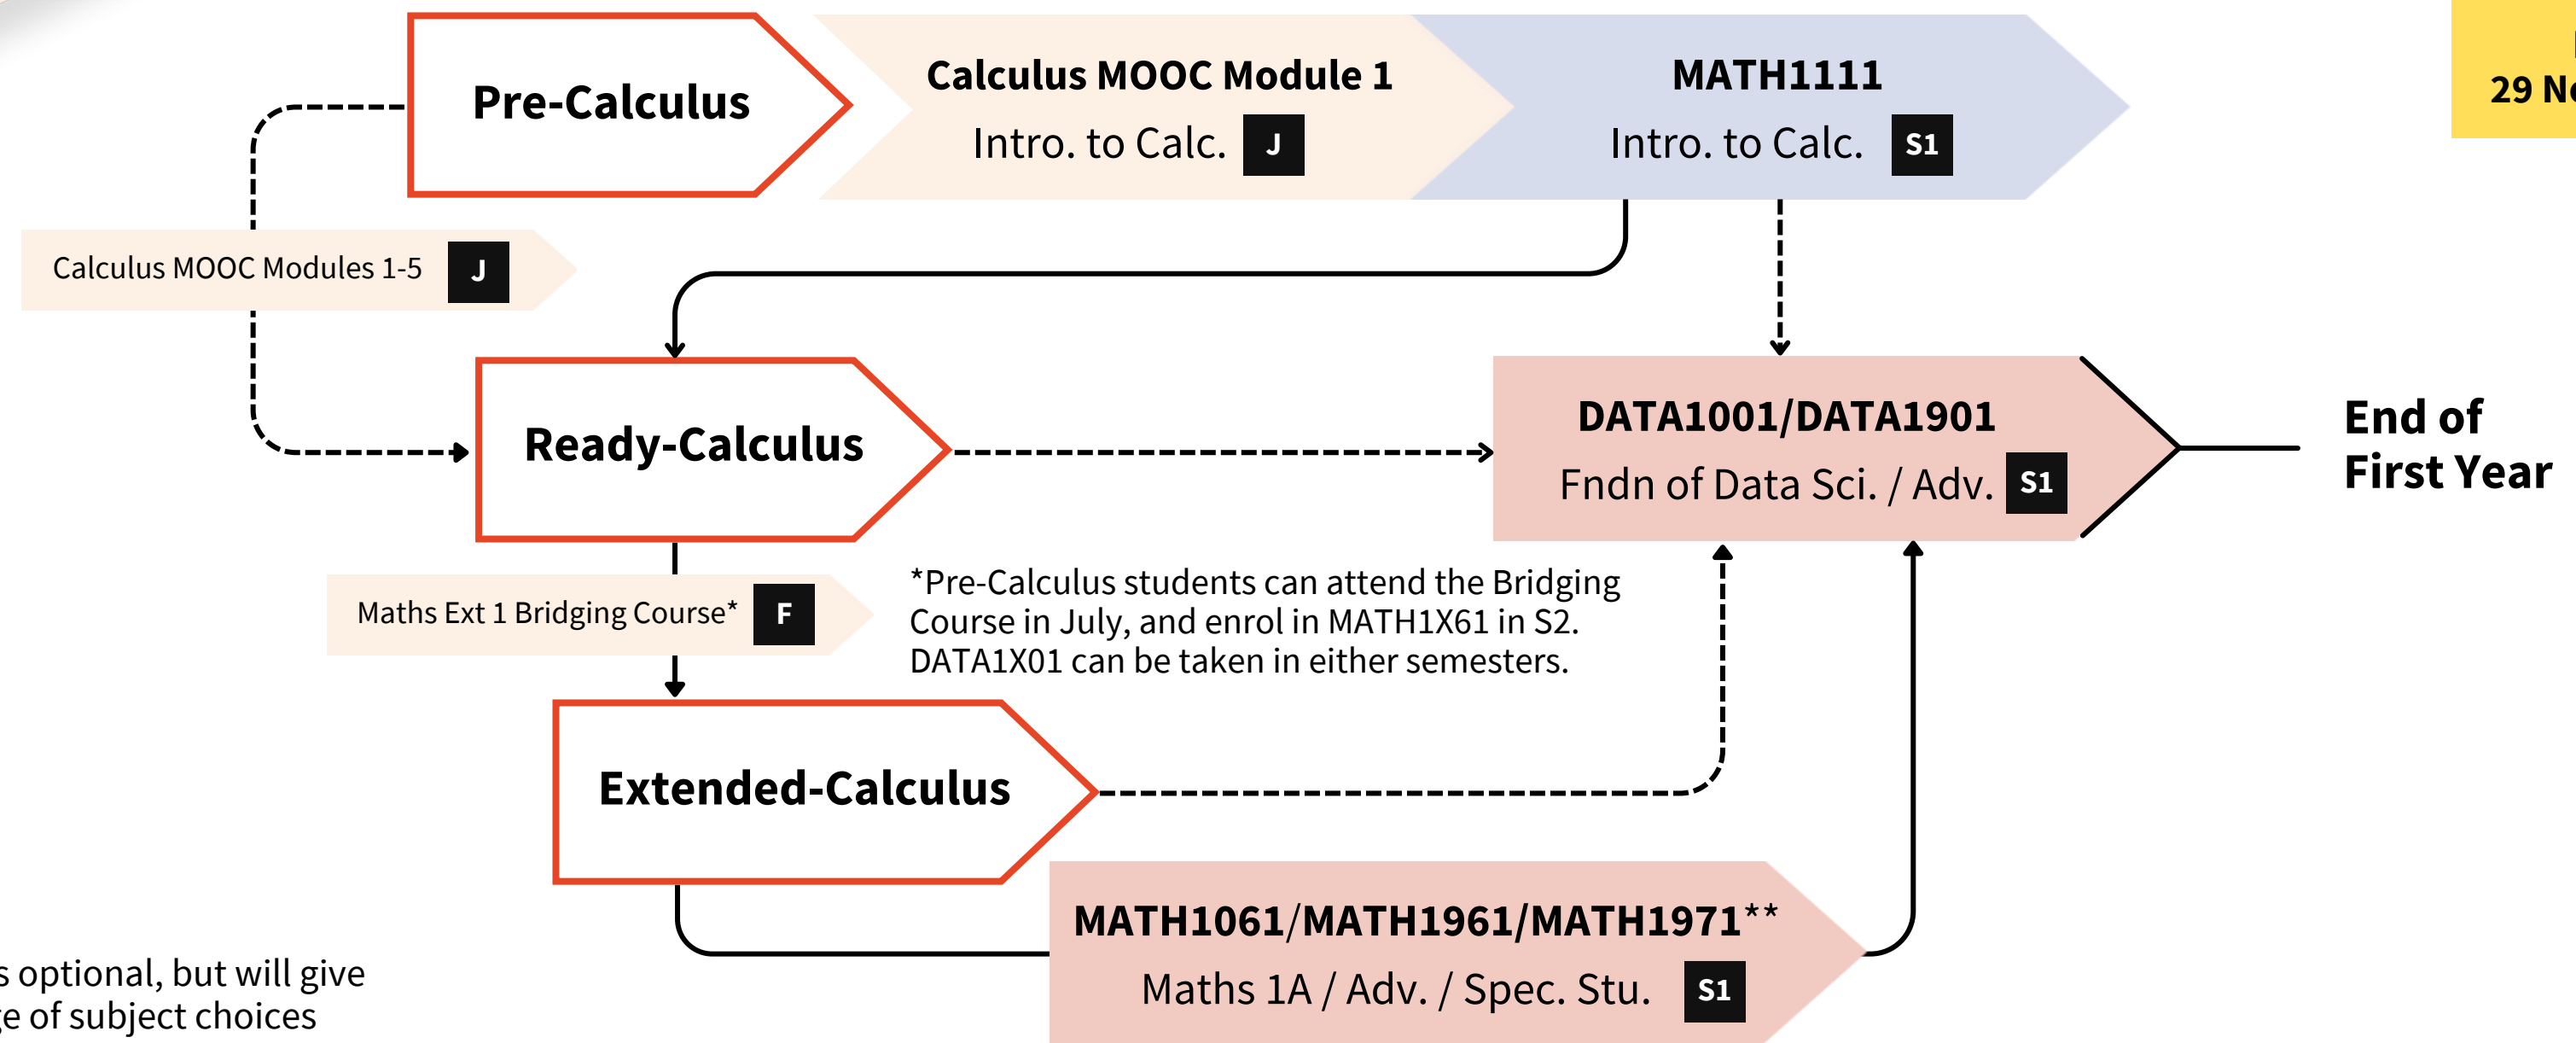 Pre-Calculus
Calculus MOOC Module 1
Intro. to Calc. J
MATH1111
Intro. to Calc. S1
29 No
Calculus MOOC Modules 1-5 J
Ready-Calculus
DATA1001/DATA1901
Fndn of Data Sci. / Adv. S1
End of
First Year
Maths Ext 1 Bridging Course* F
*Pre-Calculus students can attend the Bridging
Course in July, and enrol in MATH1X61 in S2.
DATA1X01 can be taken in either semesters.
Extended-Calculus
MATH1061/MATH1961/MATH1971**
Maths 1A / Adv. / Spec. Stu. S1
s optional, but will give
ge of subject choices